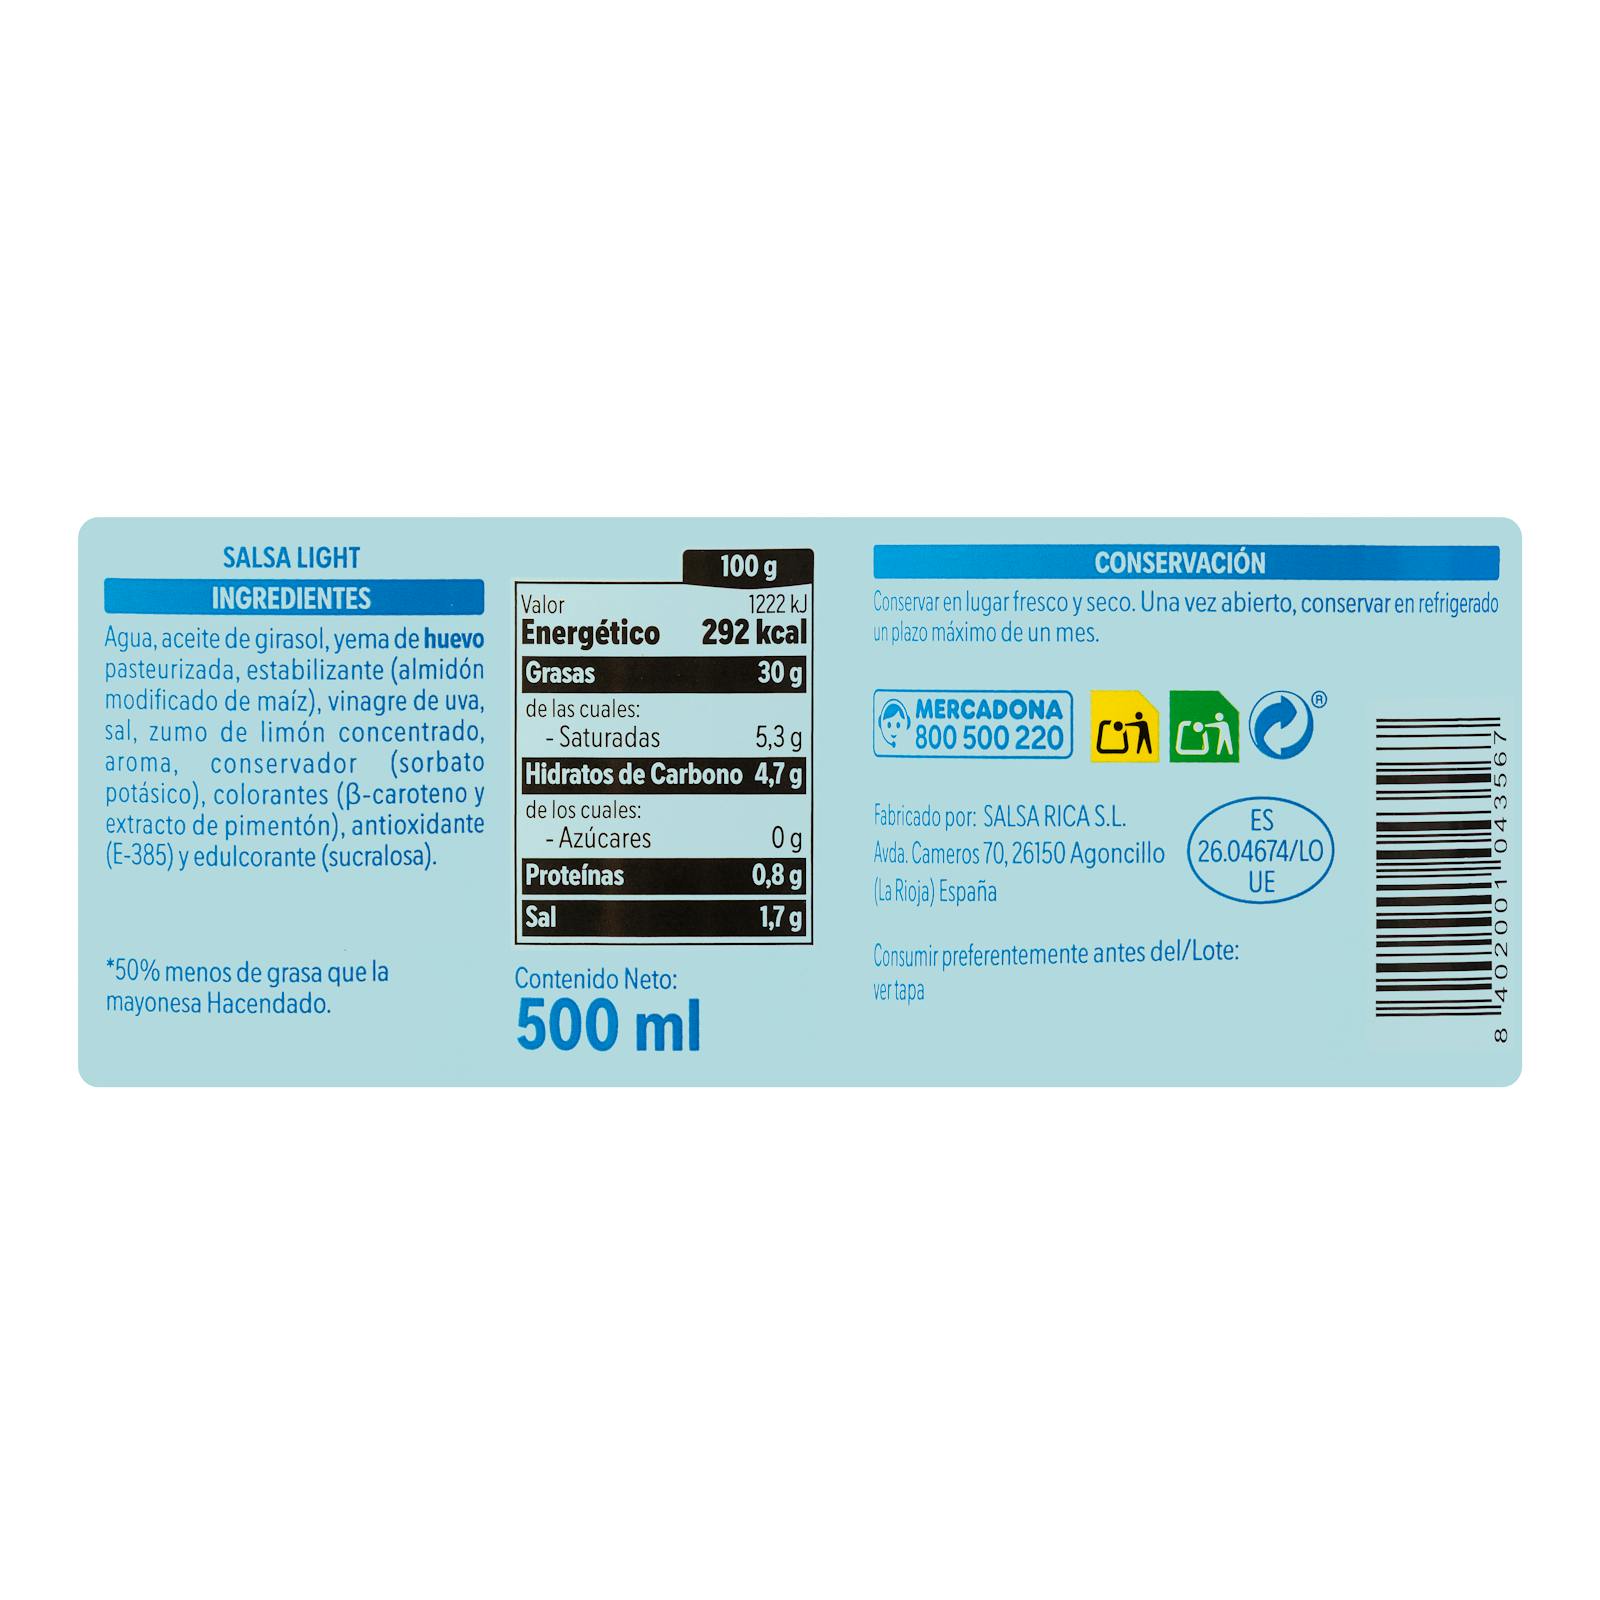 SALSA LIGHT
INGREDIENTES
Agua, aceite de girasol, yema de huevo
pasteurizada, estabilizante (almidón
modificado de maíz), vinagre de uva,
sal, zumo de limón concentrado,
aroma, conservador (sorbato
potásico), colorantes (β-caroteno y
extracto de pimentón), antioxidante
(E-385) y edulcorante (sucralosa).
*50% menos de grasa que la
mayonesa Hacendado.
100 g
Valor 1222 kJ
Energético 292 kcal
Grasas 30 g
de las cuales:
- Saturadas 5,3 g
Hidratos de Carbono 4,7 g
de los cuales:
- Azúcares 0 g
Proteínas 0,8 g
Sal 1,7 g
Contenido Neto:
500 ml
CONSERVACIÓN
Conservar en lugar fresco y seco. Una vez abierto, conservar en refrigerado
un plazo máximo de un mes.
MERCADONA
800 500 220
®
Fabricado por: SALSA RICA S.L.
Avda. Cameros 70, 26150 Agoncillo
(La Rioja) España
ES
26.04674/LO
UE
Consumir preferentemente antes del/Lote:
ver tapa
8 402001 043567